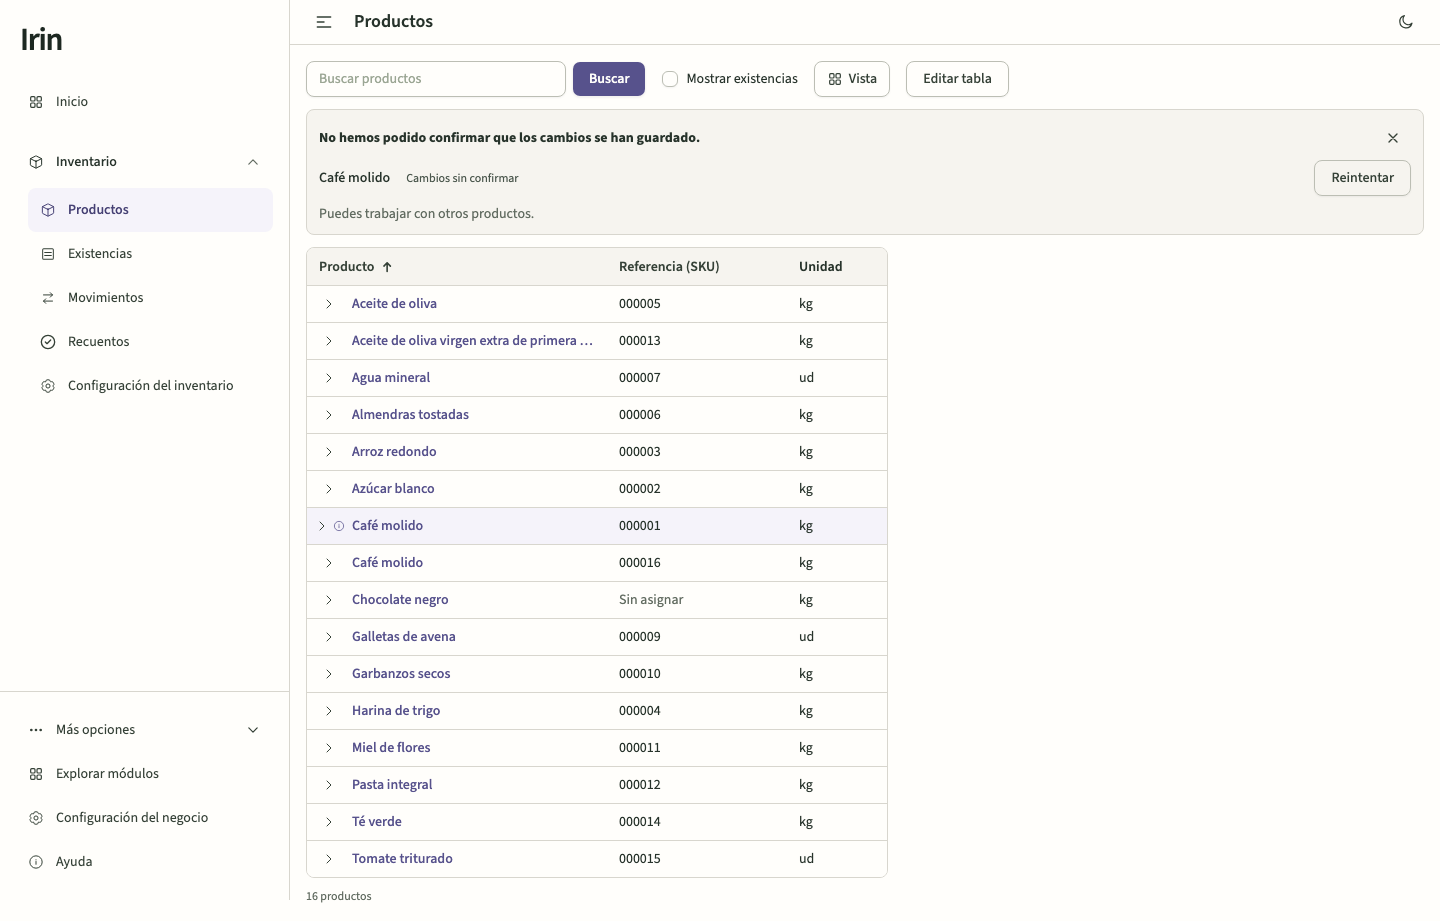 Irin
Productos
Inicio
Inventario
Productos
Existencias
Movimientos
Recuentos
Configuración del inventario
Más opciones
Explorar módulos
Configuración del negocio
Ayuda
Buscar productos Buscar Mostrar existencias Vista Editar tabla
No hemos podido confirmar que los cambios se han guardado.
Café molido Cambios sin confirmar Reintentar
Puedes trabajar con otros productos.
Producto Referencia (SKU) Unidad
Aceite de oliva 000005 kg
Aceite de oliva virgen extra de primera … 000013 kg
Agua mineral 000007 ud
Almendras tostadas 000006 kg
Arroz redondo 000003 kg
Azúcar blanco 000002 kg
Café molido 000001 kg
Café molido 000016 kg
Chocolate negro Sin asignar kg
Galletas de avena 000009 ud
Garbanzos secos 000010 kg
Harina de trigo 000004 kg
Miel de flores 000011 kg
Pasta integral 000012 kg
Té verde 000014 kg
Tomate triturado 000015 ud
16 productos